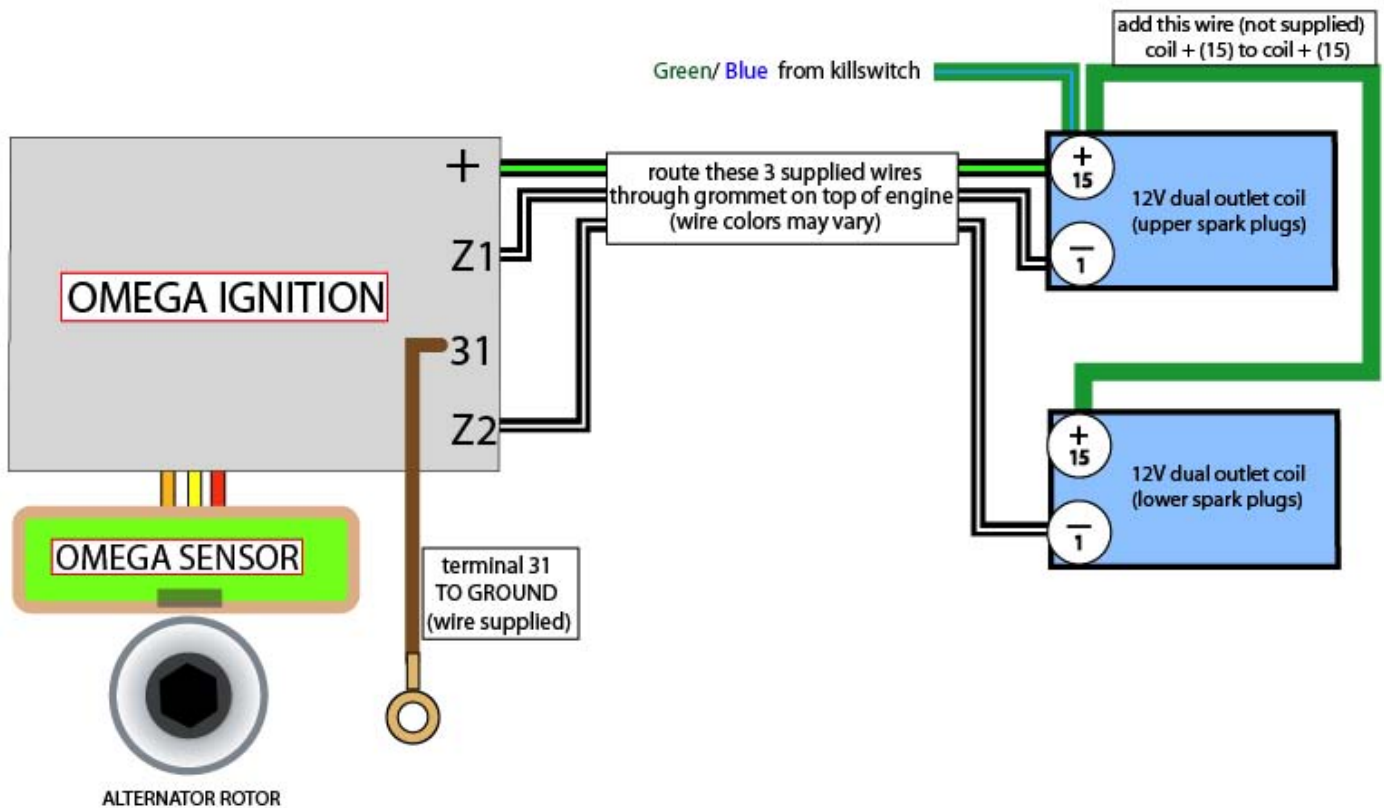 add this wire (not supplied)
coil + (15) to coil + (15)
Green/ Blue from killswitch
+
Z1
31
Z2
OMEGA IGNITION
route these 3 supplied wires
through grommet on top of engine
(wire colors may vary)
+
15
12V dual outlet coil
(upper spark plugs)
—
1
+
15
12V dual outlet coil
(lower spark plugs)
—
1
OMEGA SENSOR
terminal 31
TO GROUND
(wire supplied)
ALTERNATOR ROTOR